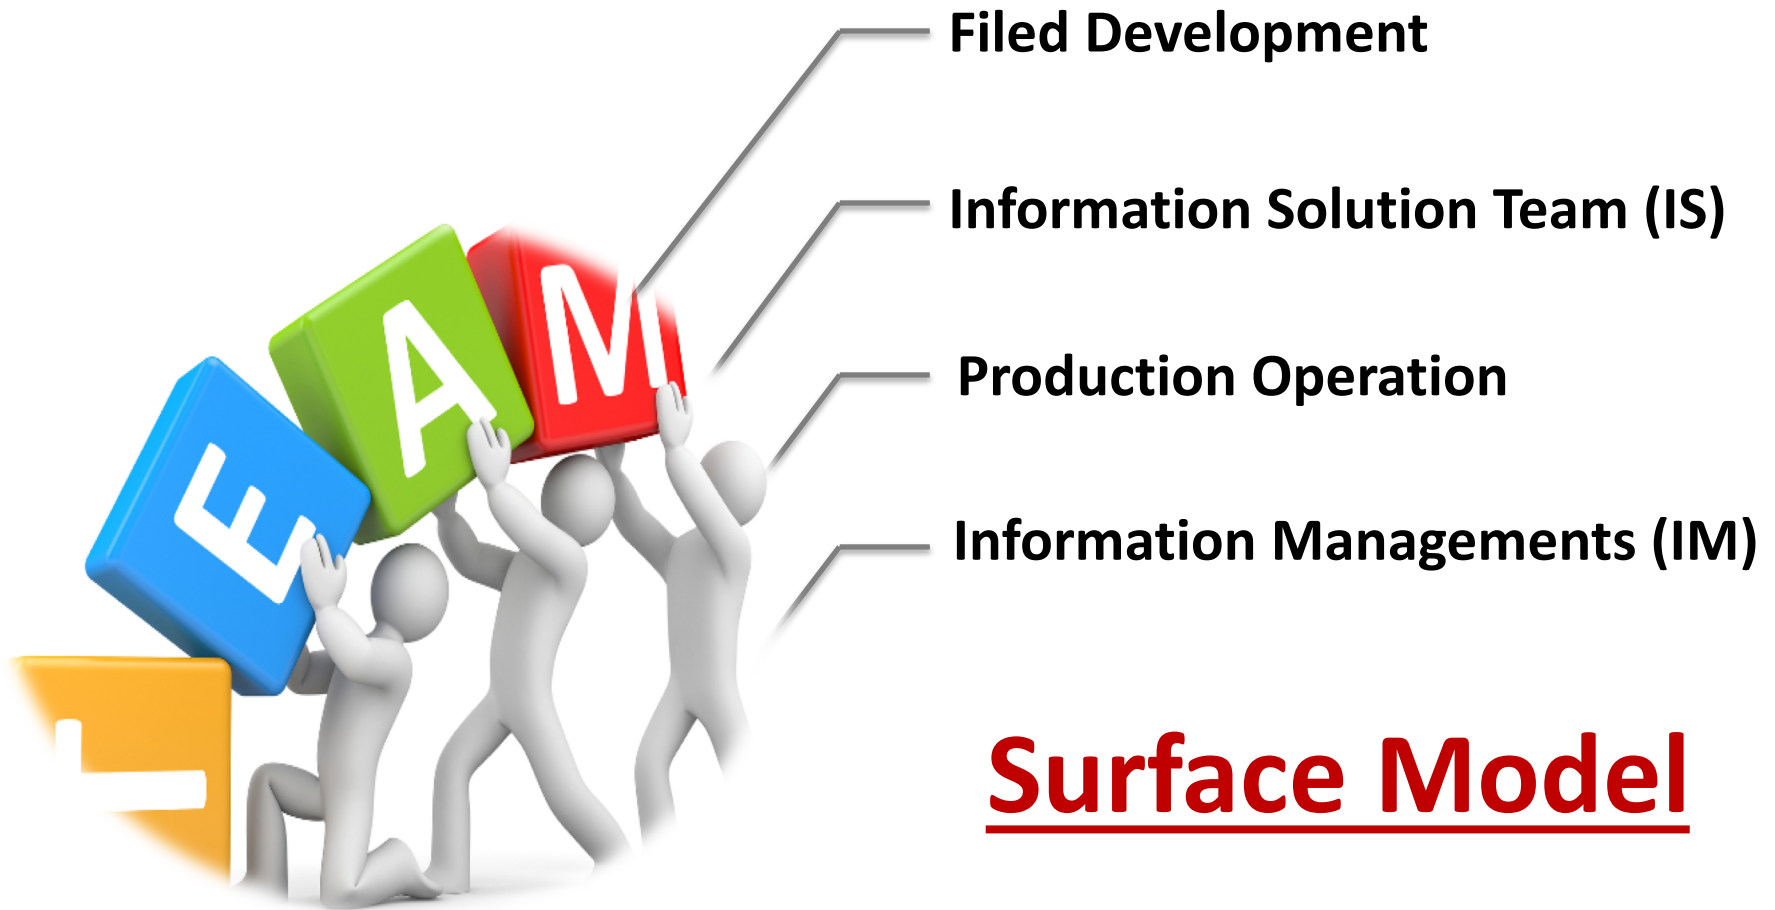 Filed Development
Information Solution Team (IS)
Production Operation
Information Managements (IM)
T
E
A
M
Surface Model